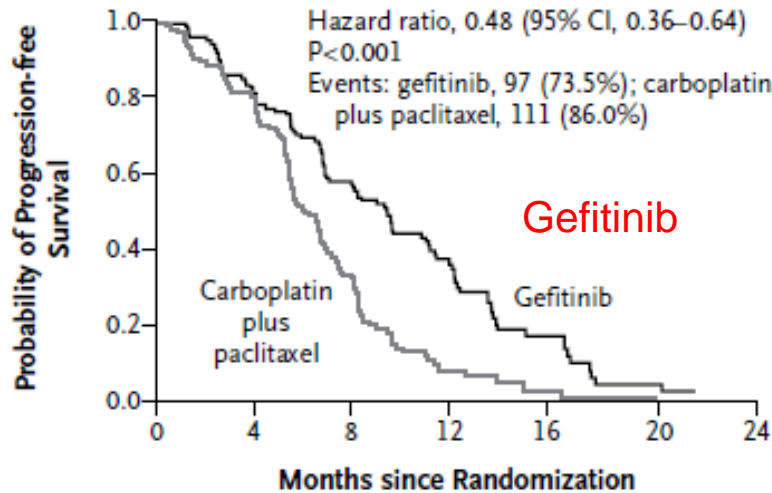 Probability of Progression-free
Survival
1.0
0.8
0.6
0.4
0.2
0.0
Hazard ratio, 0.48 (95% CI, 0.36–0.64)
P<0.001
Events: gefitinib, 97 (73.5%); carboplatin
plus paclitaxel, 111 (86.0%)
Gefitinib
Carboplatin
plus
paclitaxel
Gefitinib
0 4 8 12 16 20 24
Months since Randomization